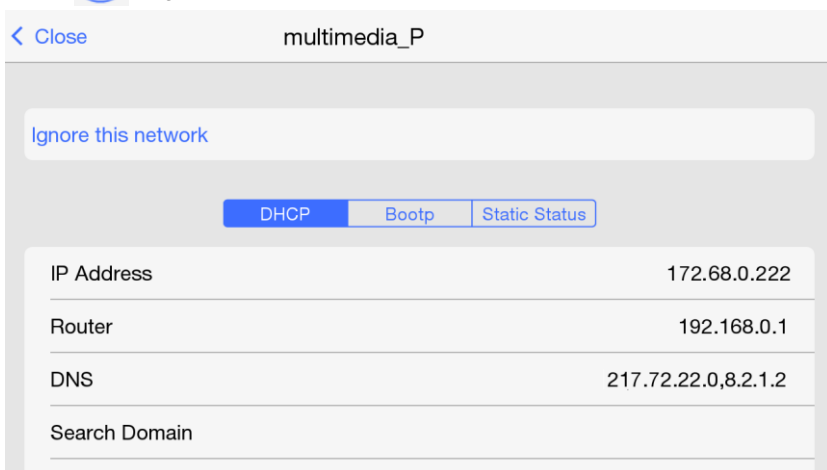 Close
multimedia_P
Ignore this network
DHCP Bootp Static Status
IP Address 172.68.0.222
Router 192.168.0.1
DNS 217.72.22.0,8.2.1.2
Search Domain